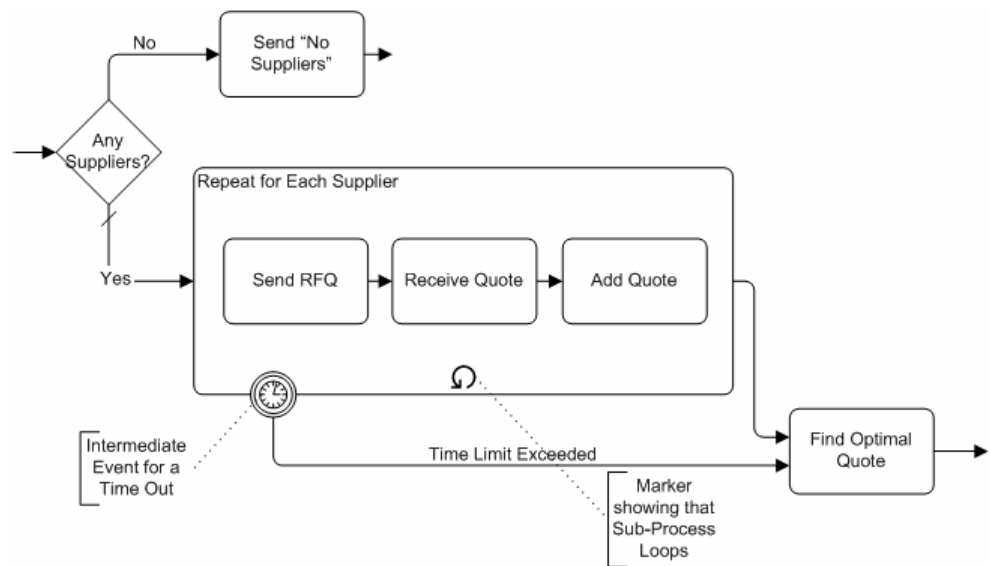 No
Send “No
Suppliers”
Any
Suppliers?
Repeat for Each Supplier
Send RFQ
Receive Quote
Add Quote
Yes
Intermediate
Event for a
Time Out
Time Limit Exceeded
Find Optimal
Quote
Marker
showing that
Sub-Process
Loops